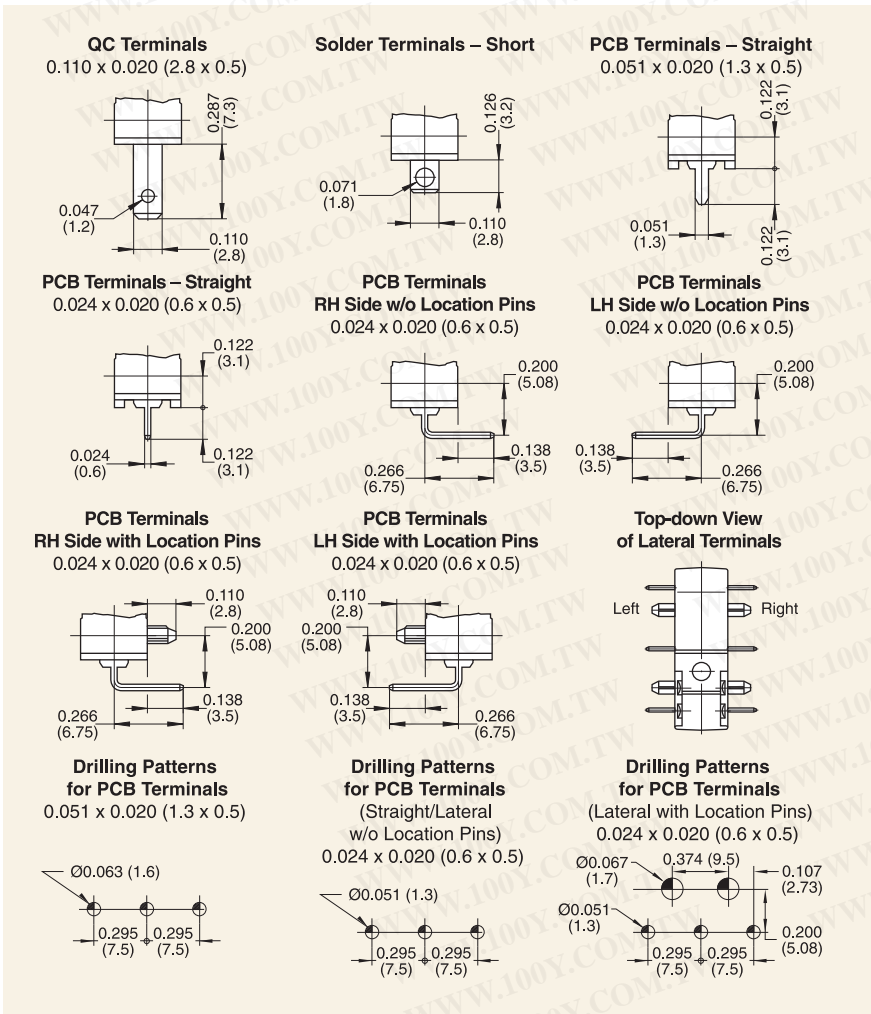 QC Terminals
0.110 x 0.020 (2.8 x 0.5)
0.287
(7.3)
0.047
(1.2)
0.110
(2.8)
Solder Terminals – Short
0.126
(3.2)
0.071
(1.8)
0.110
(2.8)
PCB Terminals – Straight
0.051 x 0.020 (1.3 x 0.5)
0.122
(3.1)
0.051
(1.3)
0.122
(3.1)
PCB Terminals – Straight
0.024 x 0.020 (0.6 x 0.5)
0.122
(3.1)
0.024
(0.6)
0.122
(3.1)
PCB Terminals
RH Side w/o Location Pins
0.024 x 0.020 (0.6 x 0.5)
0.200
(5.08)
0.138
(3.5)
0.266
(6.75)
PCB Terminals
LH Side w/o Location Pins
0.024 x 0.020 (0.6 x 0.5)
0.200
(5.08)
0.138
(3.5)
0.266
(6.75)
PCB Terminals
RH Side with Location Pins
0.024 x 0.020 (0.6 x 0.5)
0.110
(2.8)
0.200
(5.08)
0.138
(3.5)
0.266
(6.75)
PCB Terminals
LH Side with Location Pins
0.024 x 0.020 (0.6 x 0.5)
0.110
(2.8)
0.200
(5.08)
0.138
(3.5)
0.266
(6.75)
Top-down View
of Lateral Terminals
Left
Right
Drilling Patterns
for PCB Terminals
0.051 x 0.020 (1.3 x 0.5)
Ø0.063 (1.6)
0.295
(7.5)
0.295
(7.5)
Drilling Patterns
for PCB Terminals
(Straight/Lateral
w/o Location Pins)
0.024 x 0.020 (0.6 x 0.5)
Ø0.051 (1.3)
0.295
(7.5)
0.295
(7.5)
Drilling Patterns
for PCB Terminals
(Lateral with Location Pins)
0.024 x 0.020 (0.6 x 0.5)
Ø0.067
(1.7)
0.374 (9.5)
0.107
(2.73)
Ø0.051
(1.3)
0.200
(5.08)
0.295
(7.5)
0.295
(7.5)
WWW.100Y.COM.TW